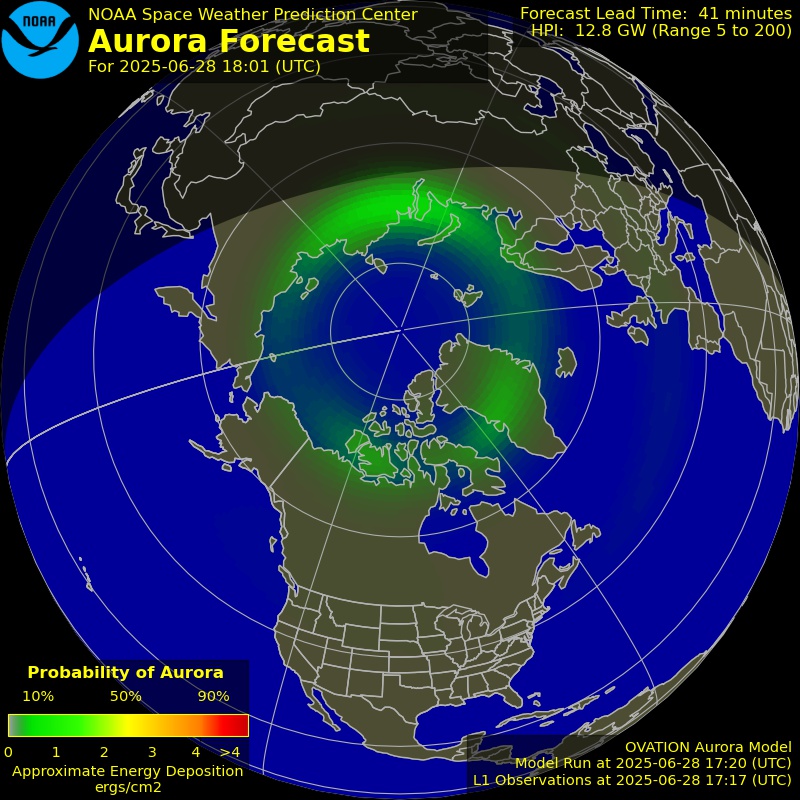 NOAA
NOAA Space Weather Prediction Center
Aurora Forecast
For 2025-06-28 18:01 (UTC)
Forecast Lead Time: 41 minutes
HPI: 12.8 GW (Range 5 to 200)
Probability of Aurora
10% 50% 90%
0 1 2 3 4 >4
Approximate Energy Deposition
ergs/cm2
OVATION Aurora Model
Model Run at 2025-06-28 17:20 (UTC)
L1 Observations at 2025-06-28 17:17 (UTC)